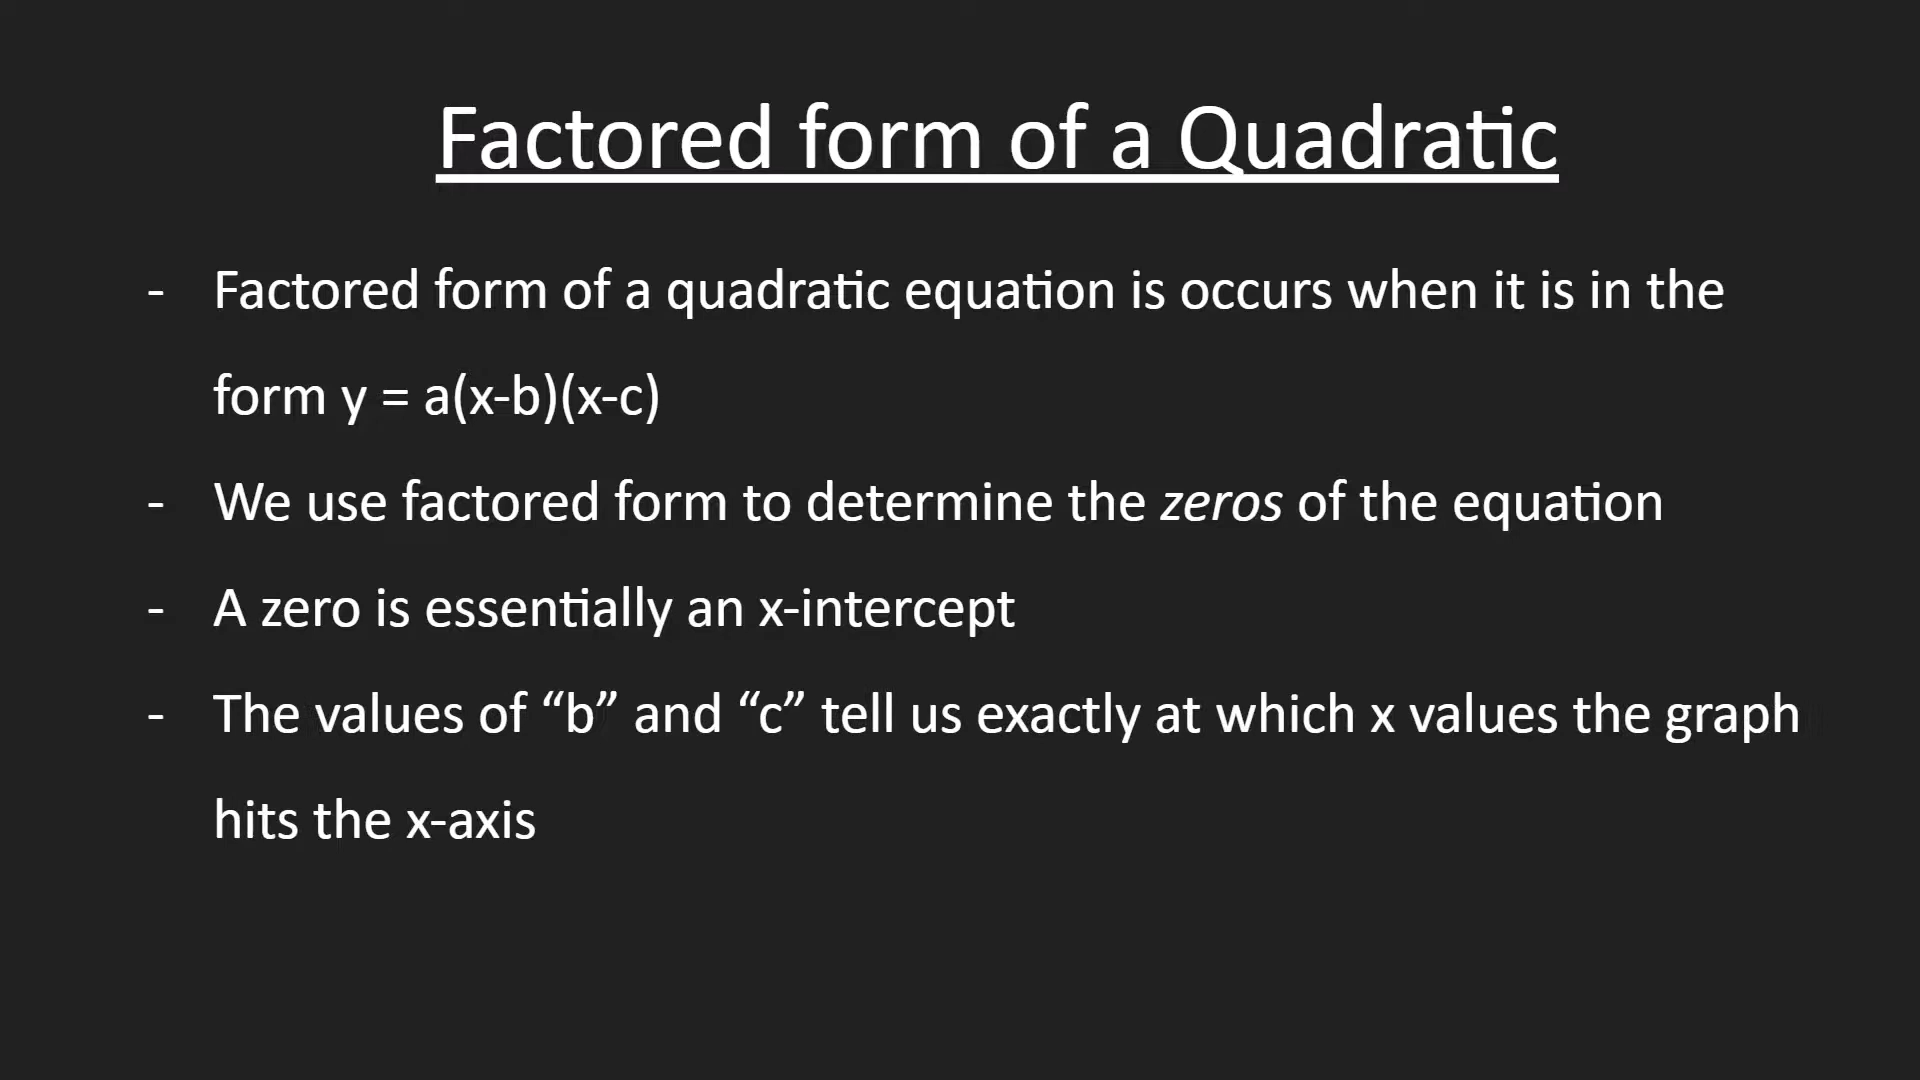 Factored form of a Quadratic
- Factored form of a quadratic equation is occurs when it is in the
form y = a(x-b)(x-c)
- We use factored form to determine the zeros of the equation
- A zero is essentially an x-intercept
- The values of “b” and “c” tell us exactly at which x values the graph
hits the x-axis